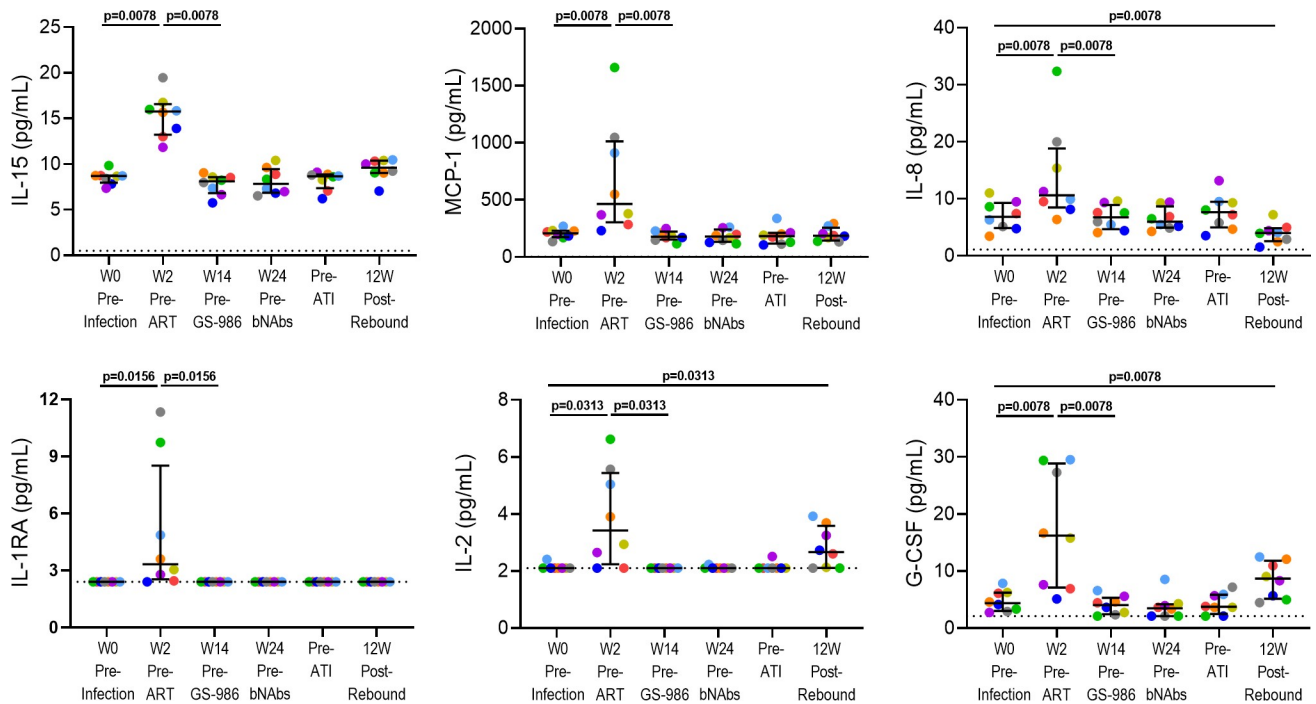 p=0.0078 p=0.0078
IL-15 (pg/mL)
25
20
15
10
5
0
W0 W2 W14 W24 Pre- 12W
Pre- Pre- Pre- Pre- ATI Post-
Infection ART GS-986 bNAbs Rebound
p=0.0078 p=0.0078
MCP-1 (pg/mL)
2000
1500
1000
500
0
W0 W2 W14 W24 Pre- 12W
Pre- Pre- Pre- Pre- ATI Post-
Infection ART GS-986 bNAbs Rebound
p=0.0078
p=0.0078 p=0.0078
IL-8 (pg/mL)
40
30
20
10
0
W0 W2 W14 W24 Pre- 12W
Pre- Pre- Pre- Pre- ATI Post-
Infection ART GS-986 bNAbs Rebound
p=0.0156 p=0.0156
IL-1RA (pg/mL)
12
9
6
3
0
W0 W2 W14 W24 Pre- 12W
Pre- Pre- Pre- Pre- ATI Post-
Infection ART GS-986 bNAbs Rebound
p=0.0313
p=0.0313 p=0.0313
IL-2 (pg/mL)
8
6
4
2
0
W0 W2 W14 W24 Pre- 12W
Pre- Pre- Pre- Pre- ATI Post-
Infection ART GS-986 bNAbs Rebound
p=0.0078
p=0.0078 p=0.0078
G-CSF (pg/mL)
40
30
20
10
0
W0 W2 W14 W24 Pre- 12W
Pre- Pre- Pre- Pre- ATI Post-
Infection ART GS-986 bNAbs Rebound